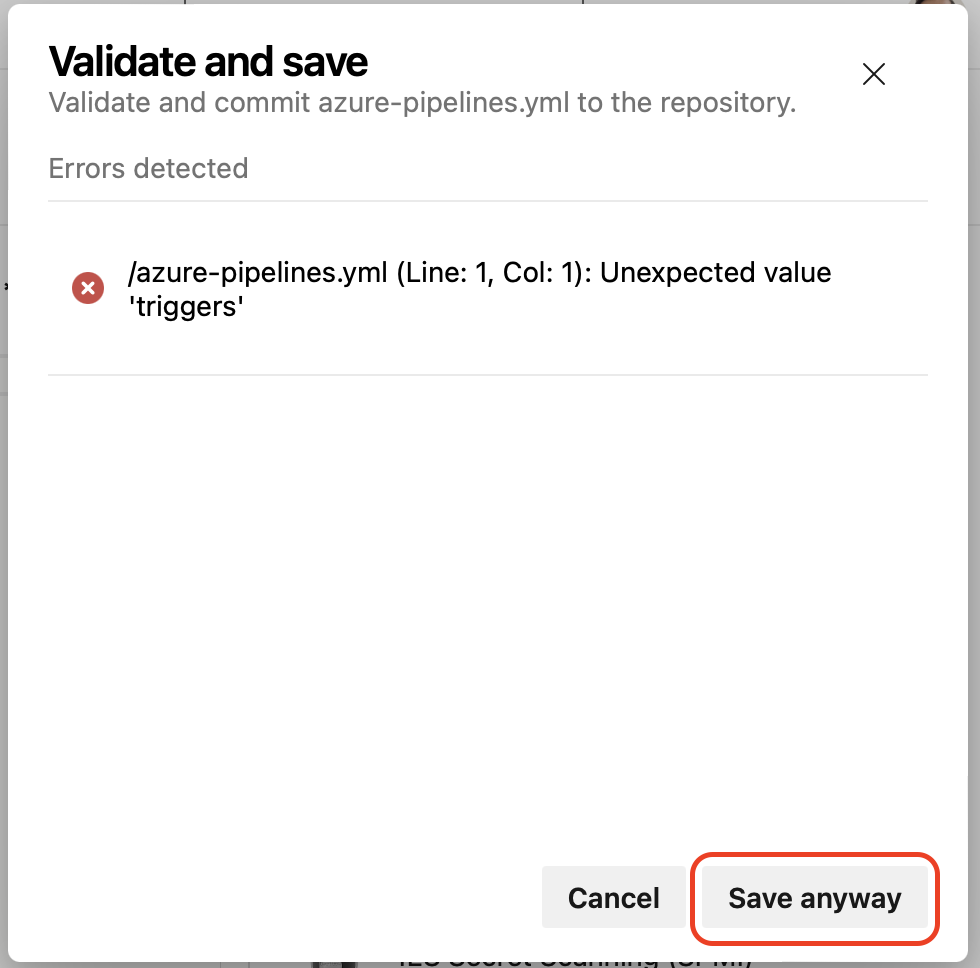 Validate and save
Validate and commit azure-pipelines.yml to the repository.
Errors detected
/azure-pipelines.yml (Line: 1, Col: 1): Unexpected value
'triggers'
Cancel
Save anyway